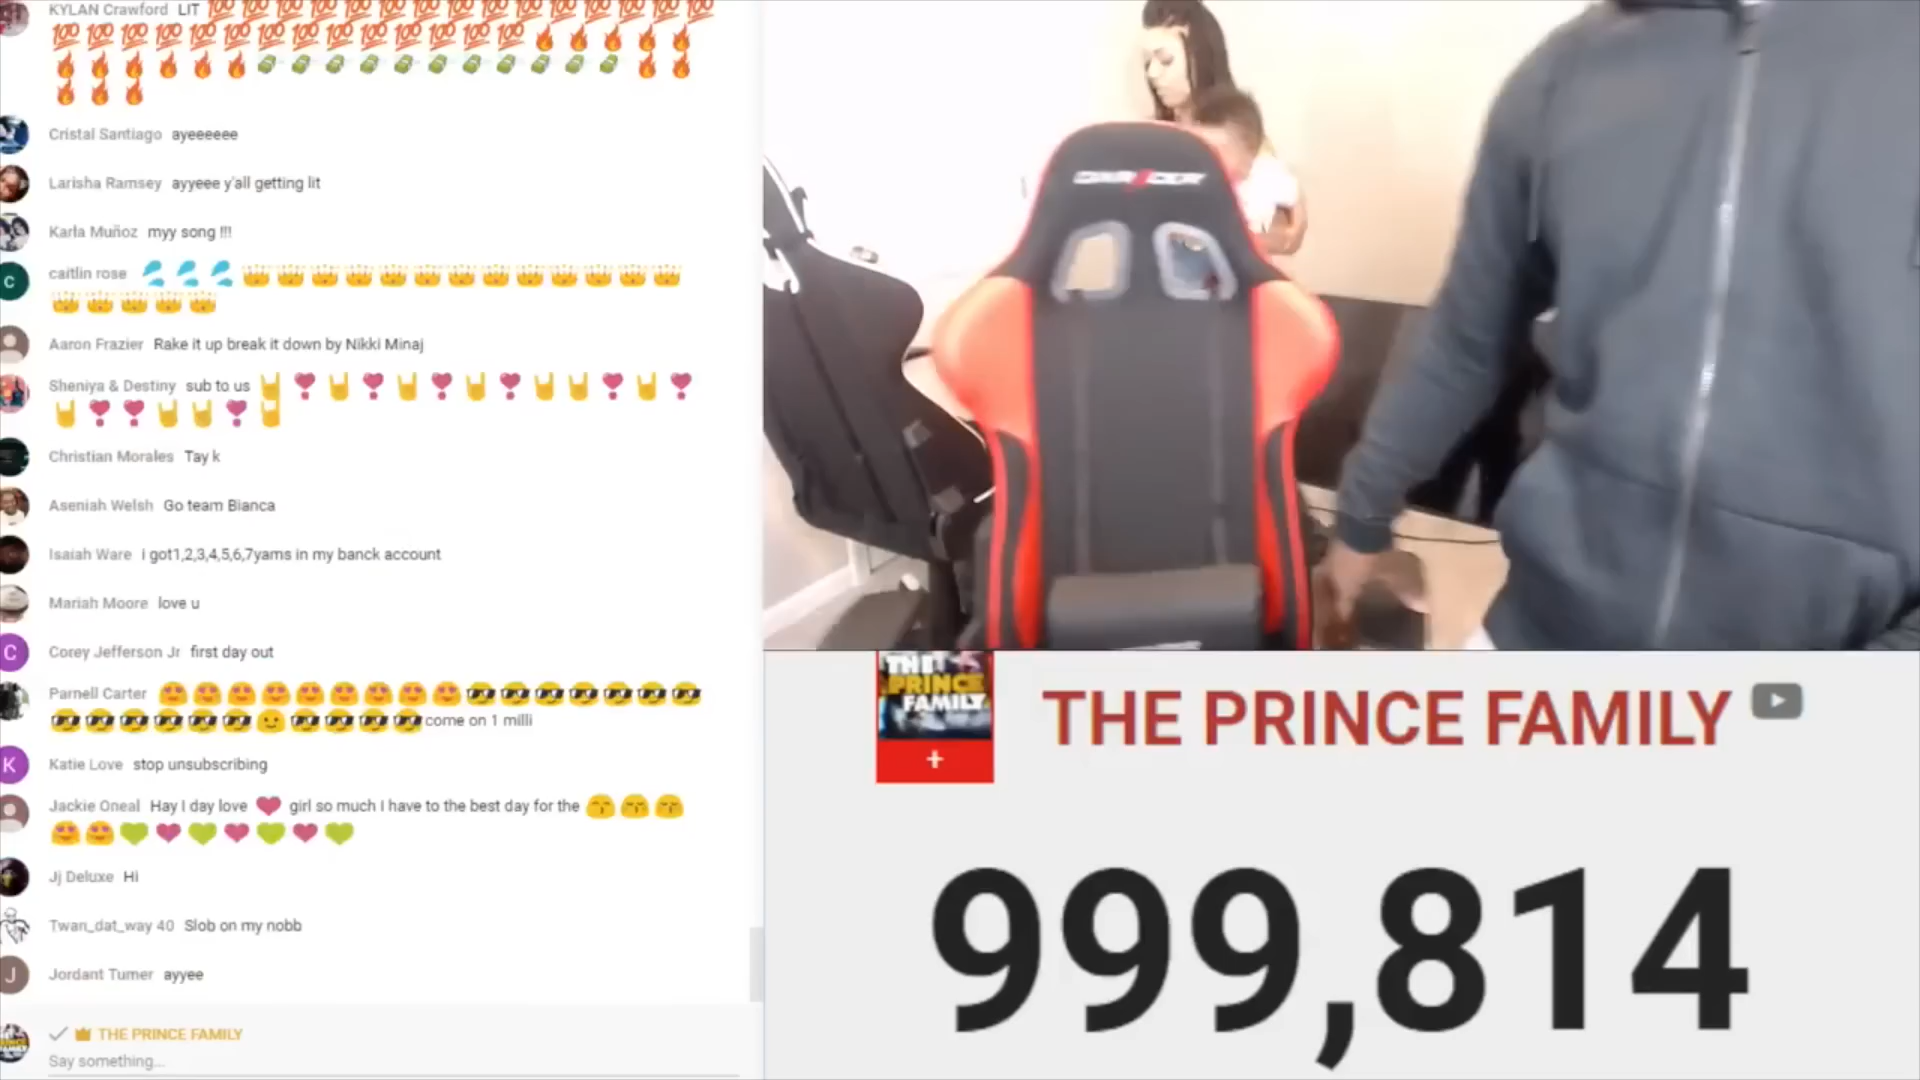 KYLAN Crawford LIT 💯💯💯💯💯💯💯💯💯💯💯💯💯💯💯
💯💯💯💯💯💯💯💯💯💯💯💯💯💯🔥🔥🔥🔥🔥
🔥🔥🔥🔥🔥🔥💵💵💵💵💵💵💵💵💵💵💵🔥🔥
🔥🔥🔥
Cristal Santiago ayeeeeee
Larisha Ramsey ayyeee y'all getting lit
Karla Muñoz myy song !!!
C caitlin rose 💦💦💦👑👑👑👑👑👑👑👑👑👑👑👑👑
👑👑👑👑👑
Aaron Frazier Rake it up break it down by Nikki Minaj
Sheniya & Destiny sub to us 🤘❣🤘❣🤘❣🤘❣🤘🤘❣🤘❣
🤘❣❣🤘🤘❣🤘
Christian Morales Tay k
Aseniah Welsh Go team Bianca
Isaiah Ware i got1,2,3,4,5,6,7yams in my banck account
Mariah Moore love u
C Corey Jefferson Jr first day out
Parnell Carter 😍😍😍😍😍😍😍😍😍😎😎😎😎😎😎😎
😎😎😎😎😎😎🙂😎😎😎😎come on 1 milli
K Katie Love stop unsubscribing
Jackie Oneal Hay I day love ❤ girl so much I have to the best day for the 😙😚😚
😍😍💚❤💚❤💚❤💚
Jj Deluxe Hi
Twan_dat_way 40 Slob on my nobb
J Jordant Turner ayyee
THE PRINCE FAMILY
Say something...
DXRACER
THE
PRINCE
FAMILY
+
THE PRINCE FAMILY
999,814